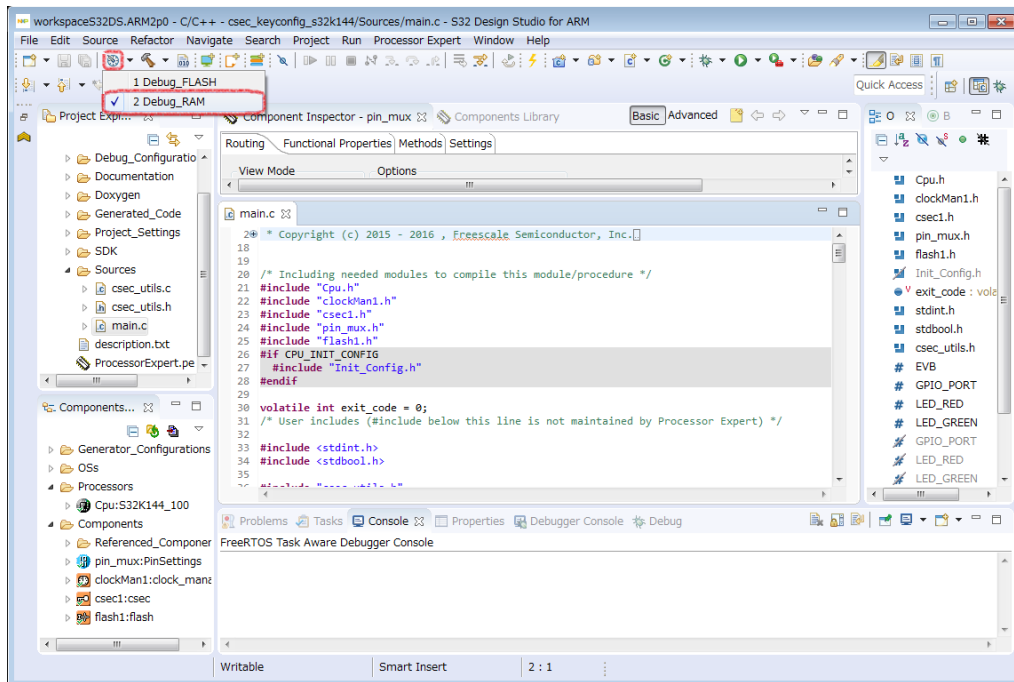 workspaceS32DS.ARM2p0 - C/C++ - csec_keyconfig_s32k144/Sources/main.c - S32 Design Studio for ARM
File Edit Source Refactor Navigate Search Project Run Processor Expert Window Help
1 Debug_FLASH
2 Debug_RAM
Quick Access
Project Expl...
Debug_Configuratio
Documentation
Doxygen
Generated_Code
Project_Settings
SDK
Sources
csec_utils.c
csec_utils.h
main.c
description.txt
ProcessorExpert.pe
Components...
Generator_Configurations
OSs
Processors
Cpu:S32K144_100
Components
Referenced_Componer
pin_mux:PinSettings
clockMan1:clock_mana
csec1:csec
flash1:flash
Component Inspector - pin_mux Components Library Basic Advanced
Routing Functional Properties Methods Settings
View Mode Options
main.c
2 * Copyright (c) 2015 - 2016 , Freescale Semiconductor, Inc.
18
19
20 /* Including needed modules to compile this module/procedure */
21 #include "Cpu.h"
22 #include "clockMan1.h"
23 #include "csec1.h"
24 #include "pin_mux.h"
25 #include "flash1.h"
26 #if CPU_INIT_CONFIG
27 #include "Init_Config.h"
28 #endif
29
30 volatile int exit_code = 0;
31 /* User includes (#include below this line is not maintained by Processor Expert) */
32
33 #include <stdint.h>
34 #include <stdbool.h>
35
36 #include "csec_utils.h"
Problems Tasks Console Properties Debugger Console Debug
FreeRTOS Task Aware Debugger Console
O B
Cpu.h
clockMan1.h
csec1.h
pin_mux.h
flash1.h
Init_Config.h
exit_code : vola
stdint.h
stdbool.h
csec_utils.h
EVB
GPIO_PORT
LED_RED
LED_GREEN
GPIO_PORT
LED_RED
LED_GREEN
Writable Smart Insert 2 : 1